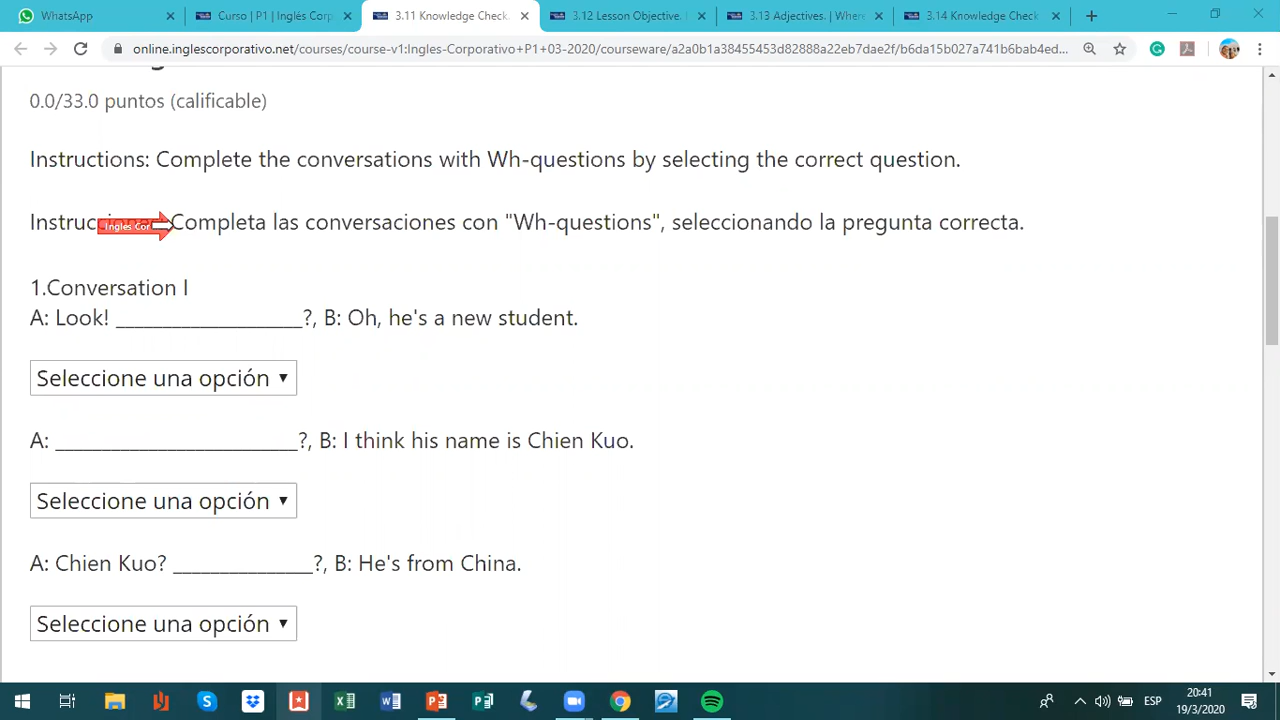 WhatsApp
Curso | P1 | Inglés Corp
3.11 Knowledge Check.
3.12 Lesson Objective.
3.13 Adjectives. | Where
3.14 Knowledge Check
online.inglescorporativo.net/courses/course-v1:Ingles-Corporativo+P1+03-2020/courseware/a2a0b1a38455453d82888a22eb7dae2f/b6da15b027a741b6bab4ed...
0.0/33.0 puntos (calificable)
Instructions: Complete the conversations with Wh-questions by selecting the correct question.
Completa las conversaciones con "Wh-questions", seleccionando la pregunta correcta.
Ingles Cor
1.Conversation I
A: Look! ____________________?, B: Oh, he's a new student.
Seleccione una opción
A: __________________________?, B: I think his name is Chien Kuo.
Seleccione una opción
A: Chien Kuo? _______________?, B: He's from China.
Seleccione una opción
ESP
20:41
19/3/2020